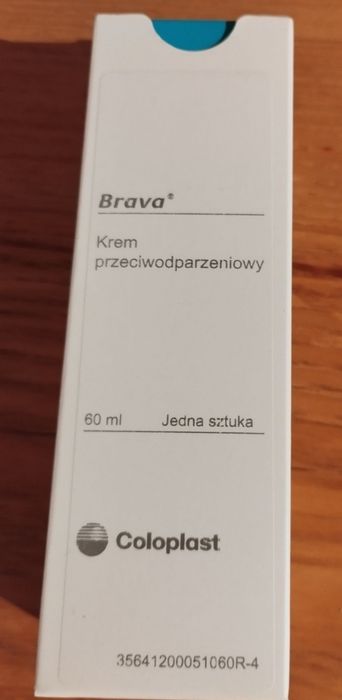 Brava®
Krem
przeciwodparzeniowy
60 ml Jedna sztuka
Coloplast
35641200051060R-4